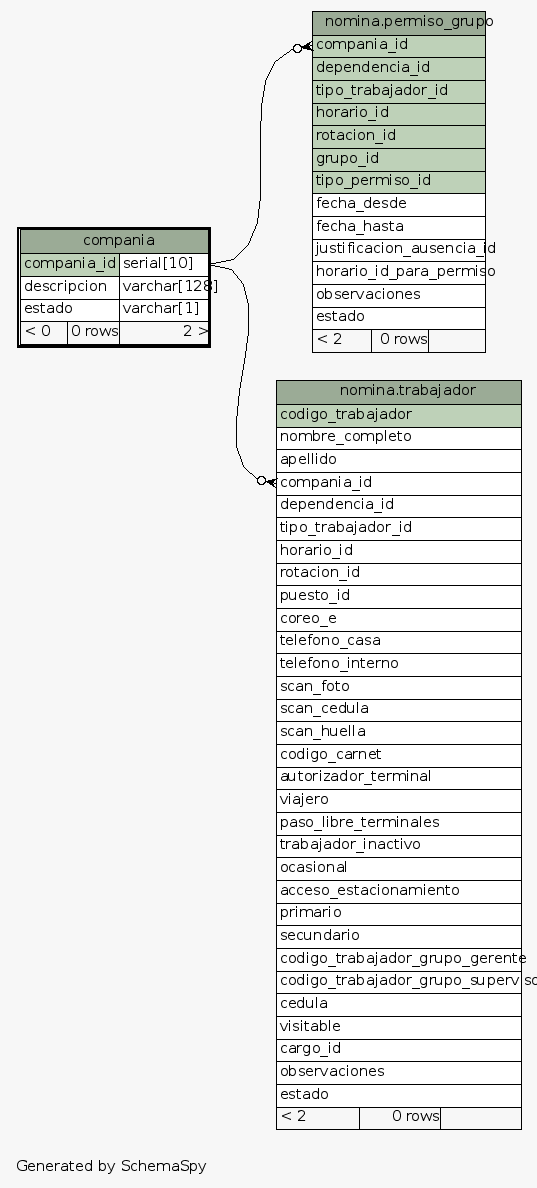 nomina.permiso_grupo
compania_id
dependencia_id
tipo_trabajador_id
horario_id
rotacion_id
grupo_id
tipo_permiso_id
fecha_desde
fecha_hasta
justificacion_ausencia_id
horario_id_para_permiso
observaciones
estado
< 2 0 rows
compania
compania_id serial[10]
descripcion varchar[128]
estado varchar[1]
< 0 0 rows 2 >
nomina.trabajador
codigo_trabajador
nombre_completo
apellido
compania_id
dependencia_id
tipo_trabajador_id
horario_id
rotacion_id
puesto_id
coreo_e
telefono_casa
telefono_interno
scan_foto
scan_cedula
scan_huella
codigo_carnet
autorizador_terminal
viajero
paso_libre_terminales
trabajador_inactivo
ocasional
acceso_estacionamiento
primario
secundario
codigo_trabajador_grupo_gerente
codigo_trabajador_grupo_superviso
cedula
visitable
cargo_id
observaciones
estado
< 2 0 rows
Generated by SchemaSpy